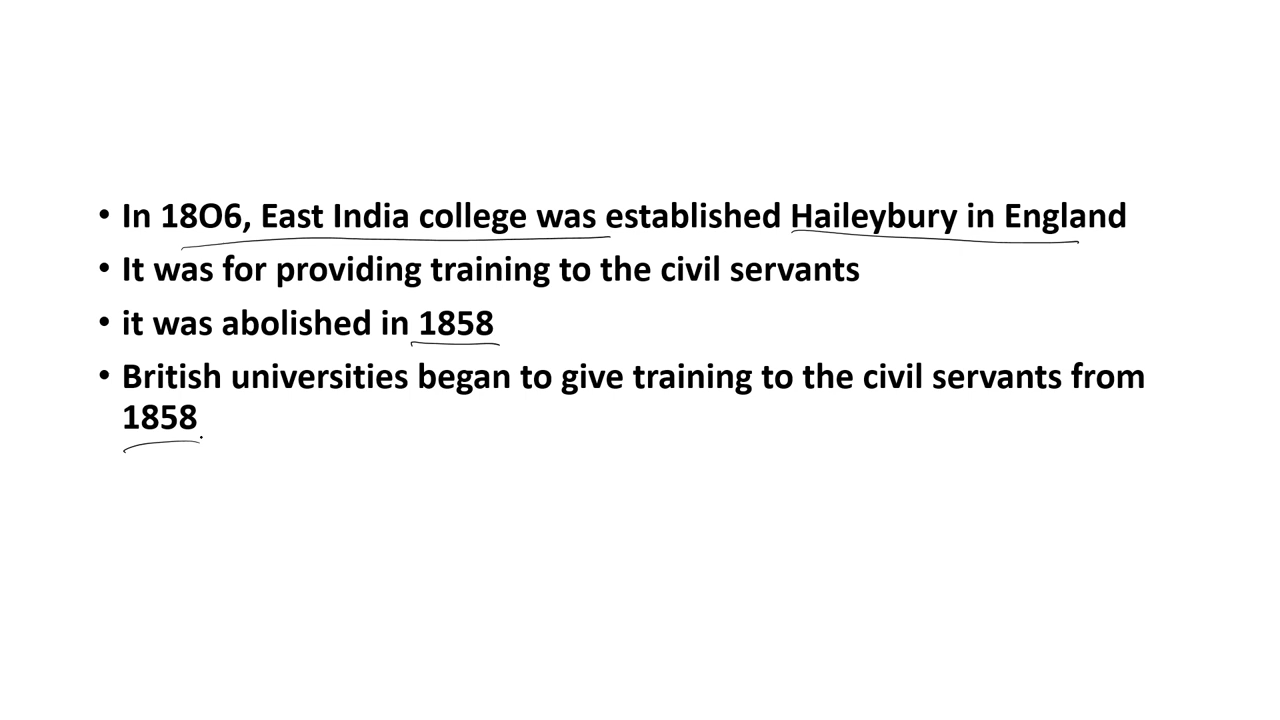 • In 18O6, East India college was established Haileybury in England
• It was for providing training to the civil servants
• it was abolished in 1858
• British universities began to give training to the civil servants from
1858